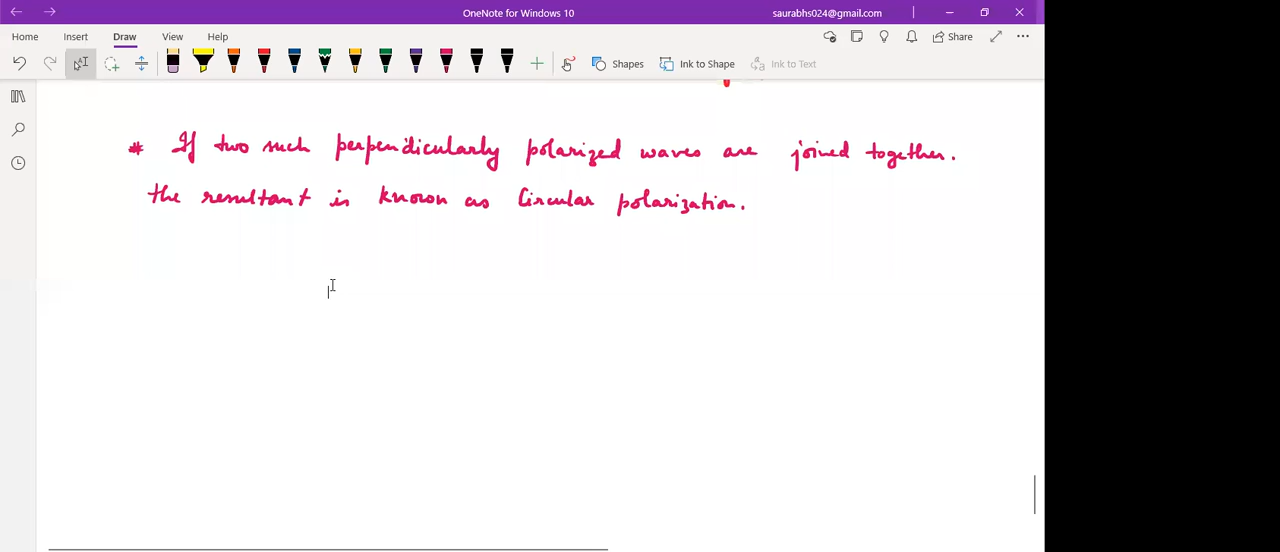 OneNote for Windows 10
saurabhs024@gmail.com
Home Insert Draw View Help
Share
Shapes Ink to Shape Ink to Text
* If two such perpendicularly polarized waves are joined together.
the resultant is known as Circular polarization.